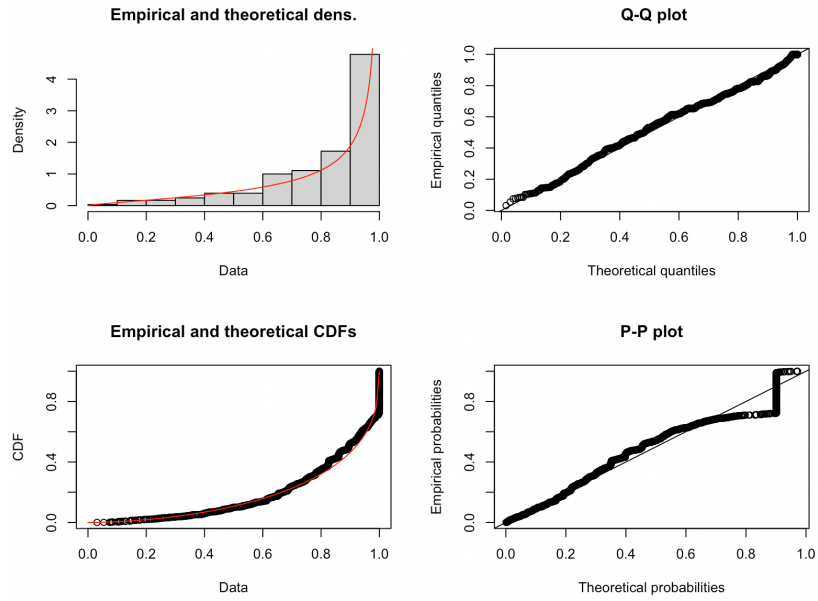 Empirical and theoretical dens.
Density
0 1 2 3 4
0.0 0.2 0.4 0.6 0.8 1.0
Data
Q-Q plot
Empirical quantiles
0.0 0.2 0.4 0.6 0.8 1.0
0.0 0.2 0.4 0.6 0.8 1.0
Theoretical quantiles
Empirical and theoretical CDFs
CDF
0.0 0.4 0.8
0.0 0.2 0.4 0.6 0.8 1.0
Data
P-P plot
Empirical probabilities
0.0 0.4 0.8
0.0 0.2 0.4 0.6 0.8 1.0
Theoretical probabilities